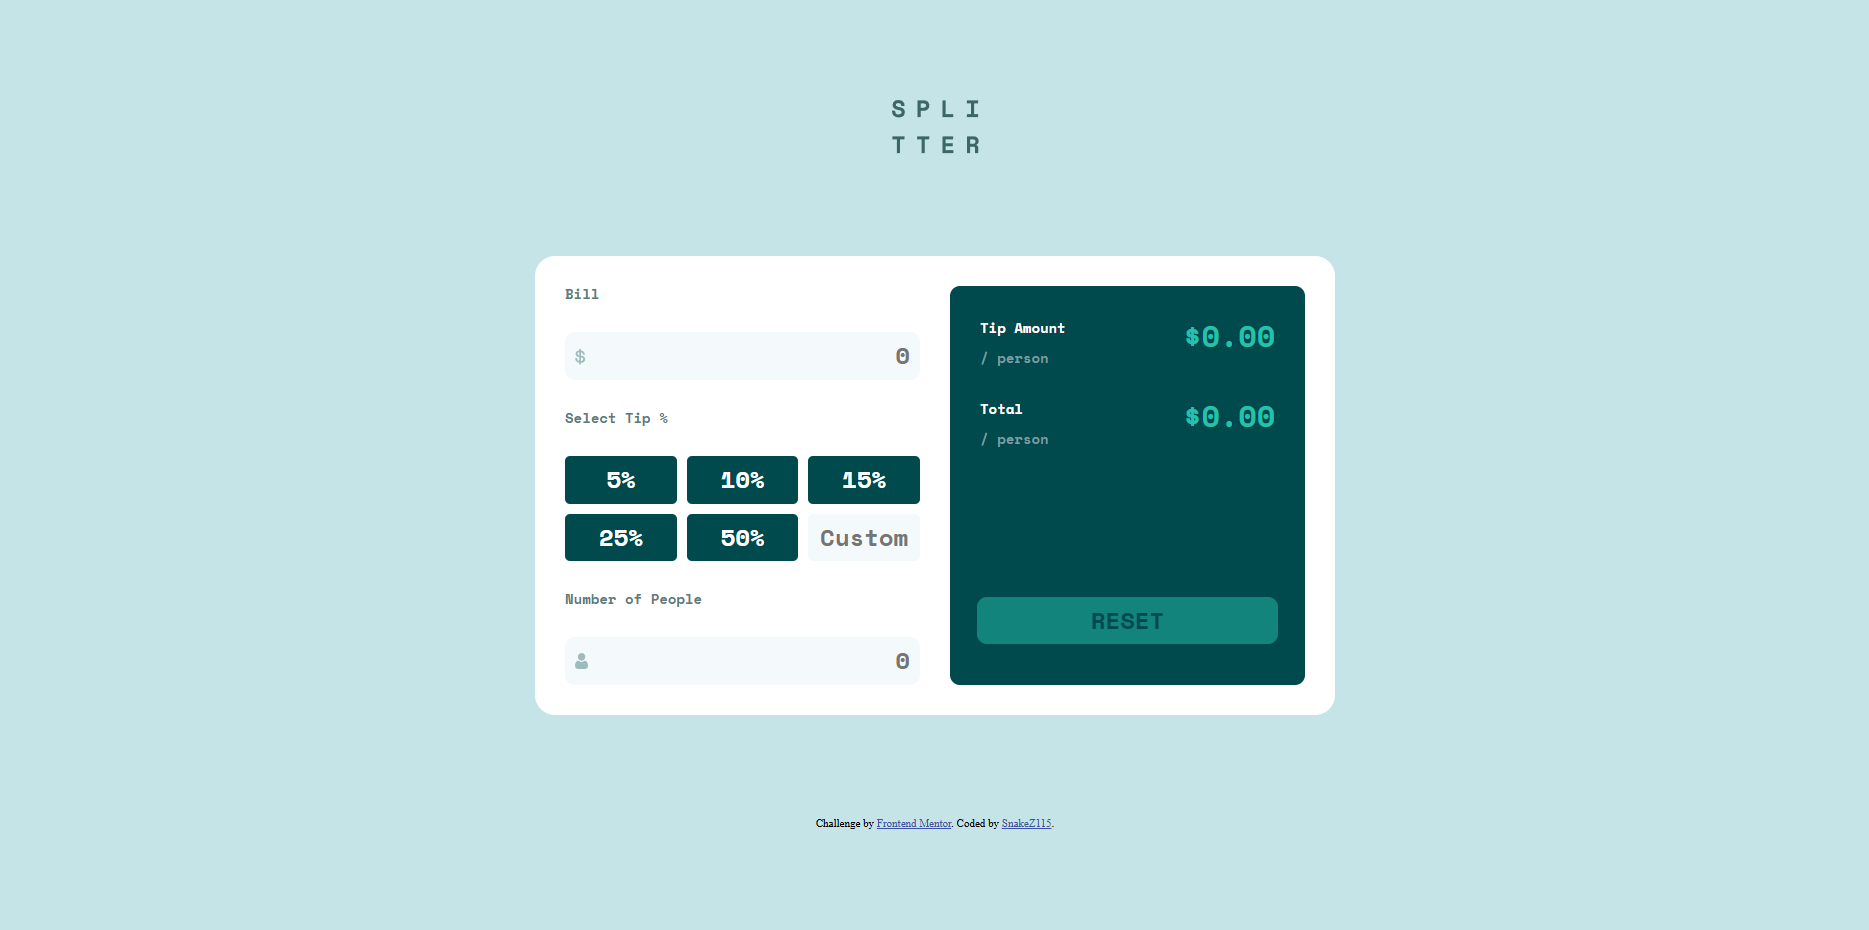 SPLI
TTER
Bill
$ 0
Select Tip %
5% 10% 15%
25% 50% Custom
Number of People
0
Tip Amount $0.00
/ person
Total $0.00
/ person
RESET
Challenge by Frontend Mentor. Coded by SnakeZ115.